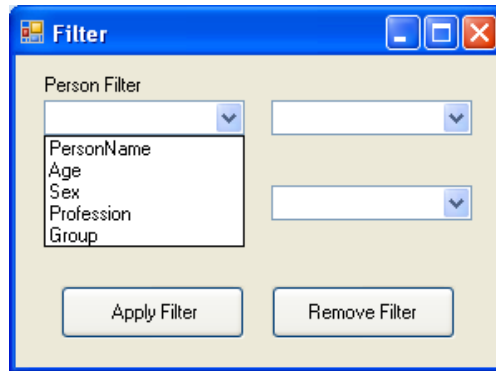 Filter
Person Filter
PersonName
Age
Sex
Profession
Group
Apply Filter
Remove Filter